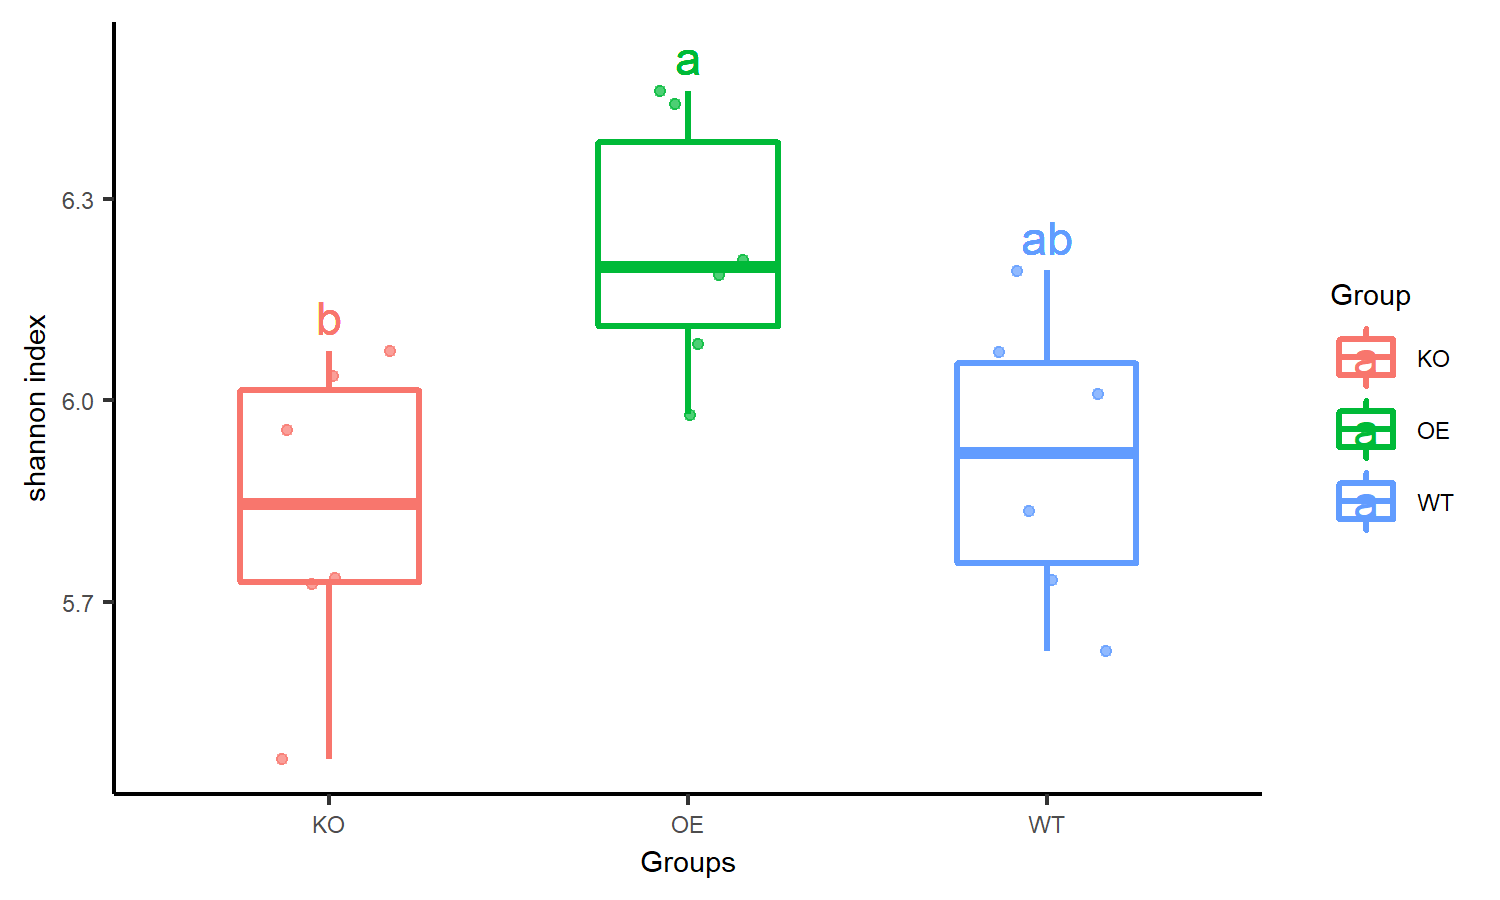 a
ab
b
6.3
6.0
5.7
shannon index
KO
OE
WT
Groups
Group
a KO
a OE
a WT